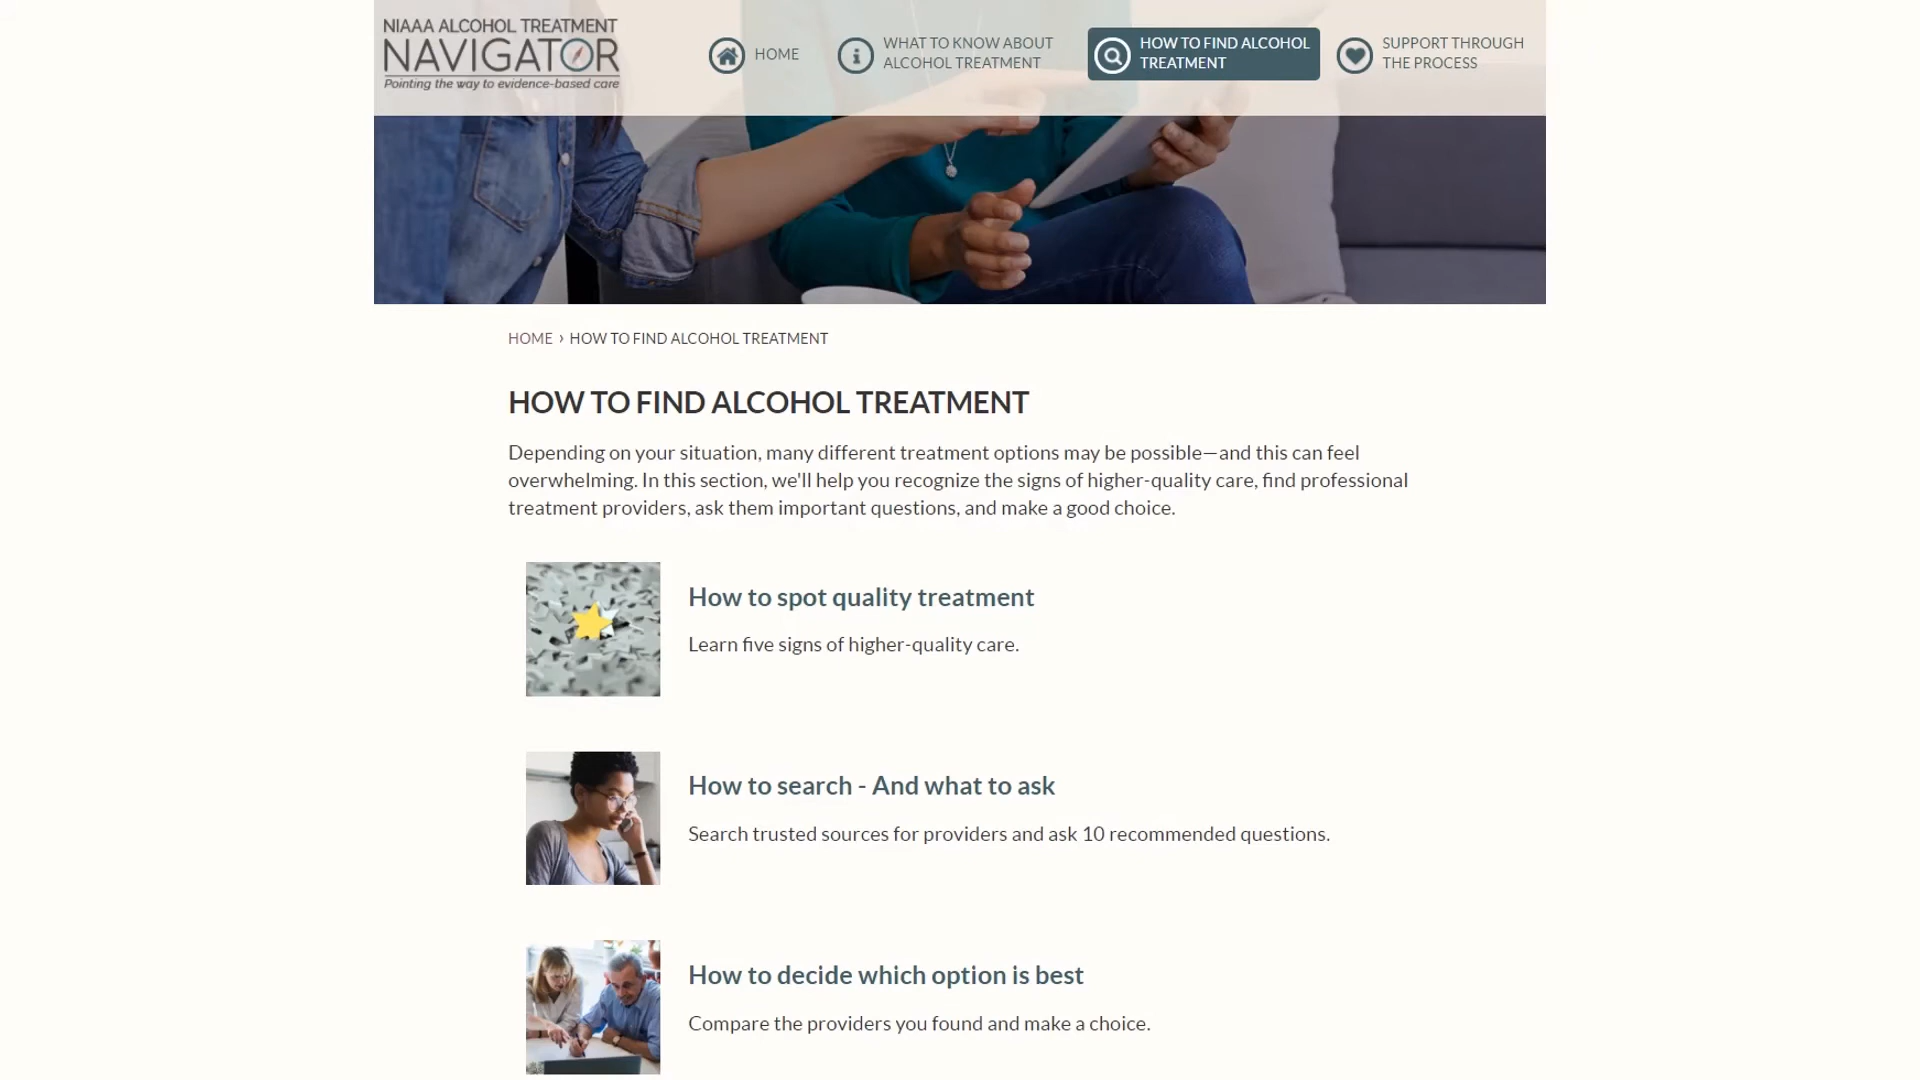 NIAAA ALCOHOL TREATMENT
NAVIGATOR
Pointing the way to evidence-based care
HOME
WHAT TO KNOW ABOUT
ALCOHOL TREATMENT
HOW TO FIND ALCOHOL
TREATMENT
SUPPORT THROUGH
THE PROCESS
HOME › HOW TO FIND ALCOHOL TREATMENT
HOW TO FIND ALCOHOL TREATMENT
Depending on your situation, many different treatment options may be possible—and this can feel
overwhelming. In this section, we'll help you recognize the signs of higher-quality care, find professional
treatment providers, ask them important questions, and make a good choice.
How to spot quality treatment
Learn five signs of higher-quality care.
How to search - And what to ask
Search trusted sources for providers and ask 10 recommended questions.
How to decide which option is best
Compare the providers you found and make a choice.